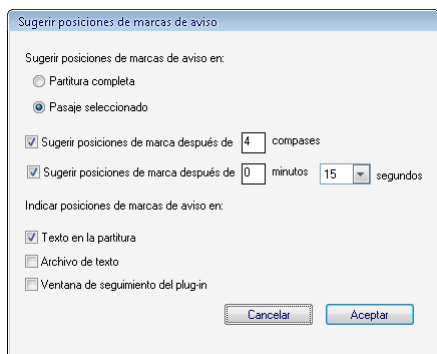 Sugerir posiciones de marcas de aviso
Sugerir posiciones de marcas de aviso en:
Partitura completa
Pasaje seleccionado
Sugerir posiciones de marca después de 4 compases
Sugerir posiciones de marca después de 0 minutos 15 segundos
Indicar posiciones de marcas de aviso en:
Texto en la partitura
Archivo de texto
Ventana de seguimiento del plug-in
Cancelar Aceptar